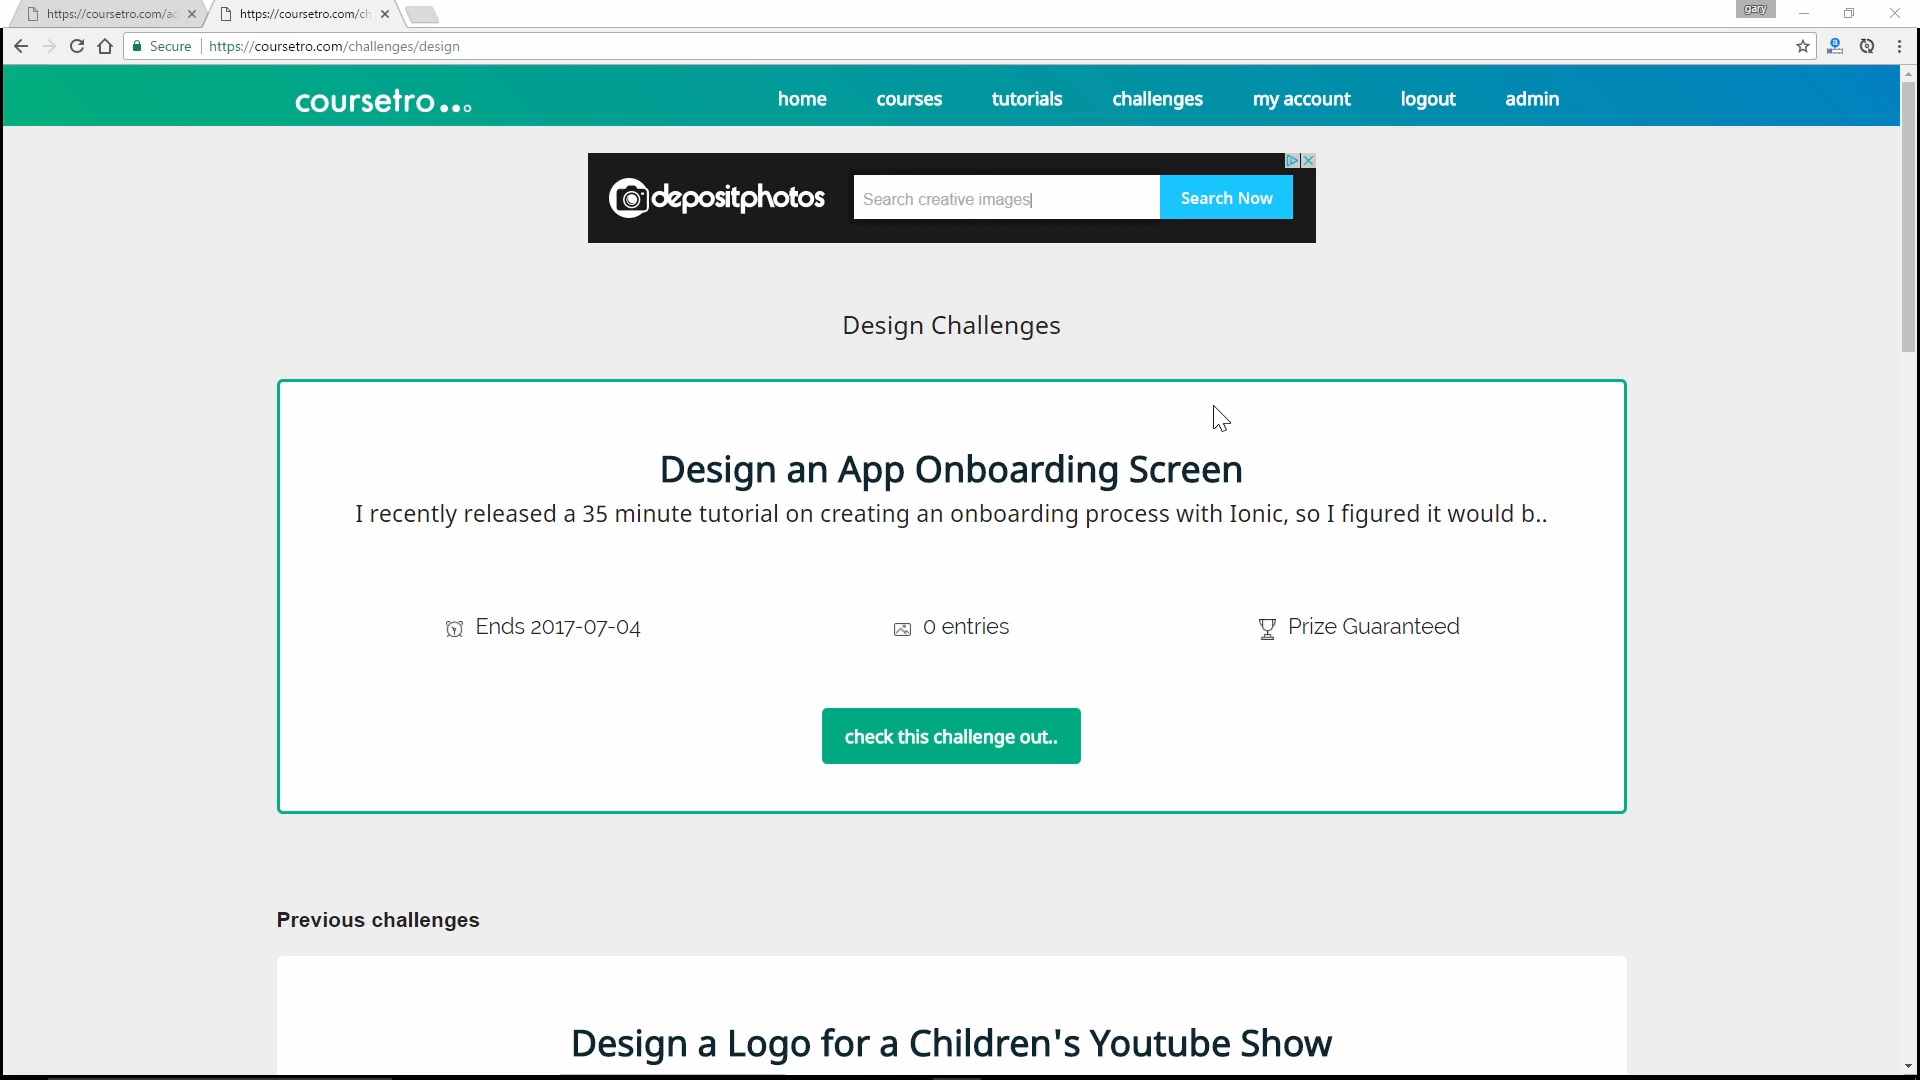 https://coursetro.com/ad
https://coursetro.com/ch
gary
Secure
https://coursetro.com/challenges/design
coursetro
home
courses
tutorials
challenges
my account
logout
admin
depositphotos
Search creative images
Search Now
Design Challenges
Design an App Onboarding Screen
I recently released a 35 minute tutorial on creating an onboarding process with Ionic, so I figured it would b..
Ends 2017-07-04
0 entries
Prize Guaranteed
check this challenge out..
Previous challenges
Design a Logo for a Children's Youtube Show